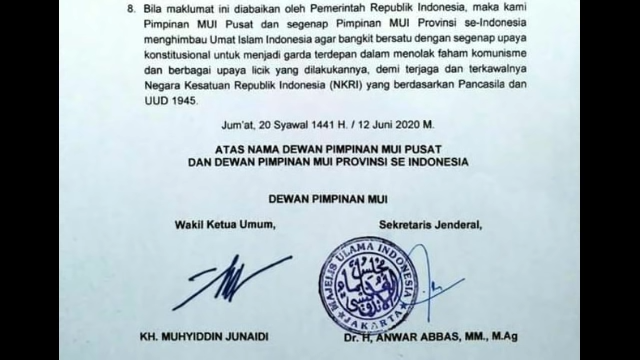 8. Bila maklumat ini diabaikan oleh Pemerintah Republik Indonesia, maka kami
Pimpinan MUI Pusat dan segenap Pimpinan MUI Provinsi se-Indonesia
menghimbau Umat Islam Indonesia agar bangkit bersatu dengan segenap upaya
konstitusional untuk menjadi garda terdepan dalam menolak faham komunisme
dan berbagai upaya licik yang dilakukannya, demi terjaga dan terkawalnya
Negara Kesatuan Republik Indonesia (NKRI) yang berdasarkan Pancasila dan
UUD 1945.
Jum'at, 20 Syawal 1441 H. / 12 Juni 2020 M.
ATAS NAMA DEWAN PIMPINAN MUI PUSAT
DAN DEWAN PIMPINAN MUI PROVINSI SE INDONESIA
DEWAN PIMPINAN MUI
Wakil Ketua Umum, Sekretaris Jenderal,
MAJELIS ULAMA INDONESIA
JAKARTA
KH. MUHYIDDIN JUNAIDI Dr. H, ANWAR ABBAS, MM., M.Ag